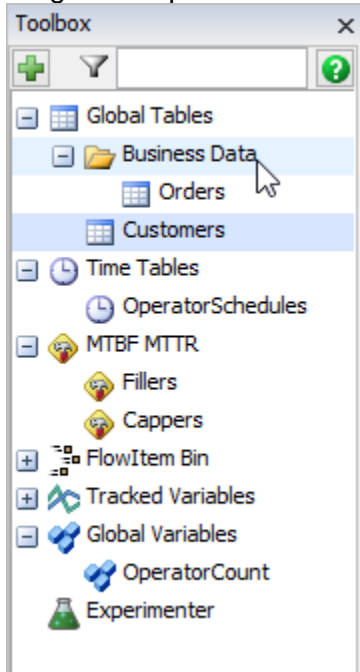 Toolbox
Global Tables
Business Data
Orders
Customers
Time Tables
OperatorSchedules
MTBF MTTR
Fillers
Cappers
FlowItem Bin
Tracked Variables
Global Variables
OperatorCount
Experimenter